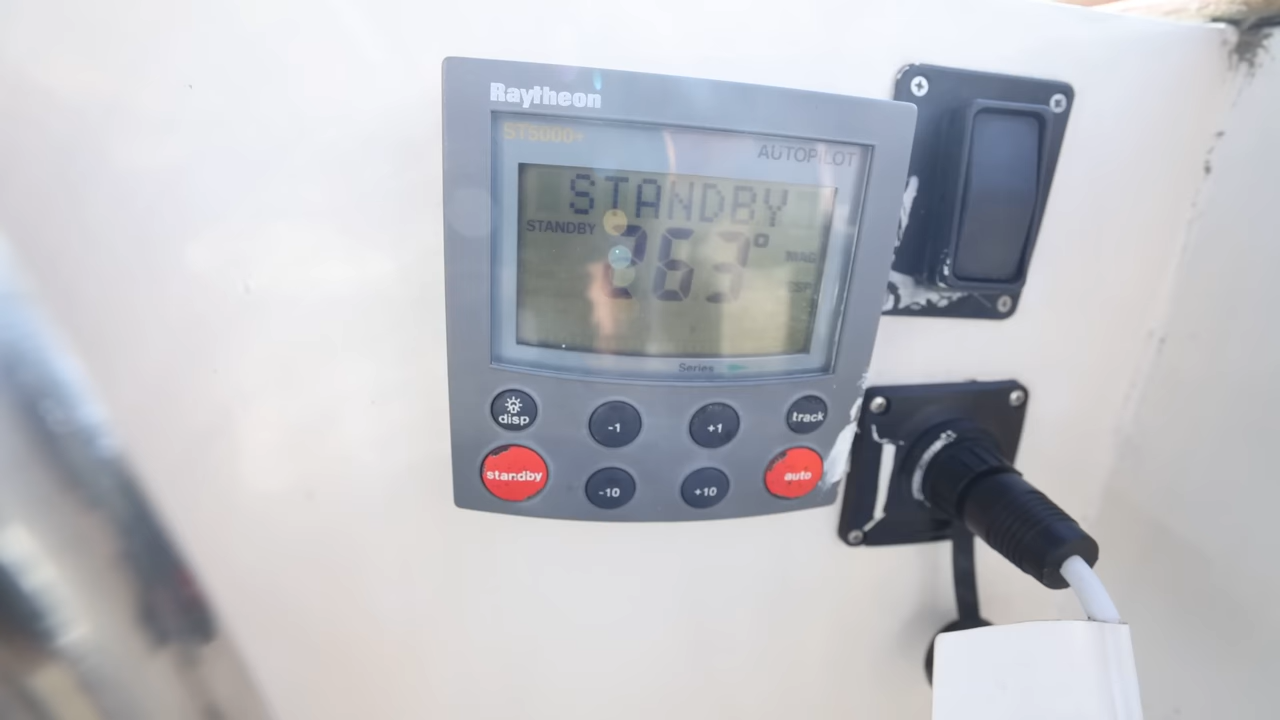 Raytheon
ST5000+
AUTOPILOT
STANDBY
STANDBY
263°
MAG
Series
disp
-1
+1
track
standby
-10
+10
auto